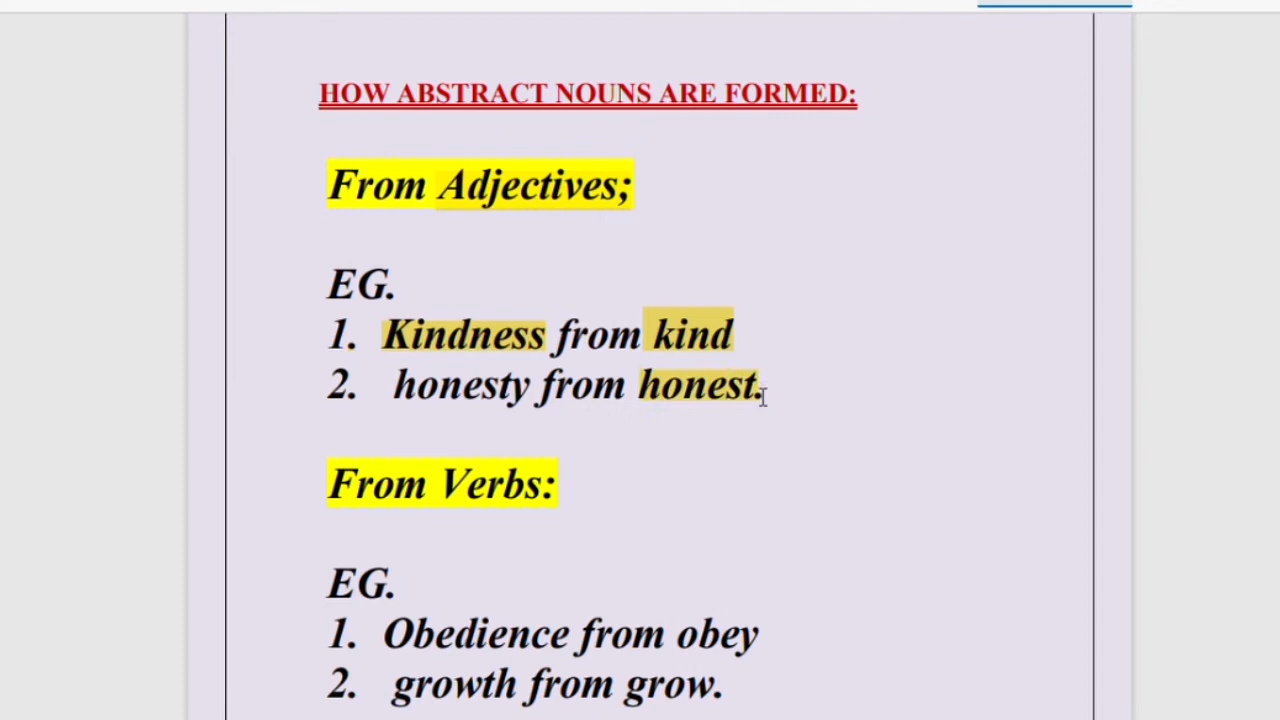 HOW ABSTRACT NOUNS ARE FORMED:
From Adjectives;
EG.
1. Kindness from kind
2. honesty from honest.
From Verbs:
EG.
1. Obedience from obey
2. growth from grow.